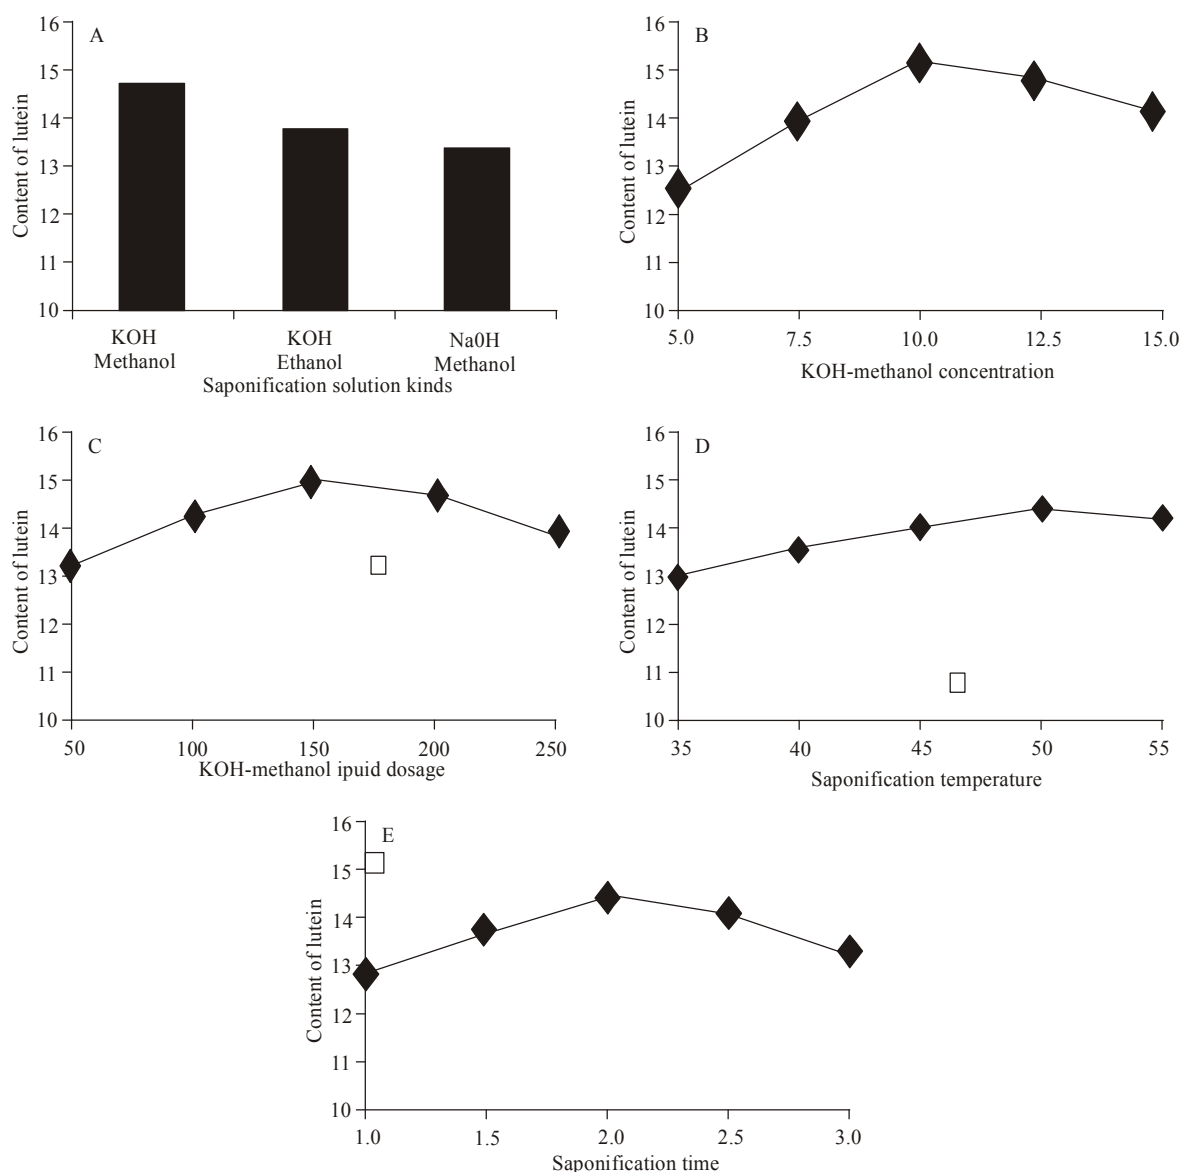 A
16
15
14
13
12
11
10
Content of lutein
KOH
Methanol
KOH
Ethanol
Na0H
Methanol
Saponification solution kinds
B
16
15
14
13
12
11
10
Content of lutein
5.0 7.5 10.0 12.5 15.0
KOH-methanol concentration
C
16
15
14
13
12
11
10
Content of lutein
50 100 150 200 250
KOH-methanol ipuid dosage
D
16
15
14
13
12
11
10
Content of lutein
35 40 45 50 55
Saponification temperature
E
16
15
14
13
12
11
10
Content of lutein
1.0 1.5 2.0 2.5 3.0
Saponification time